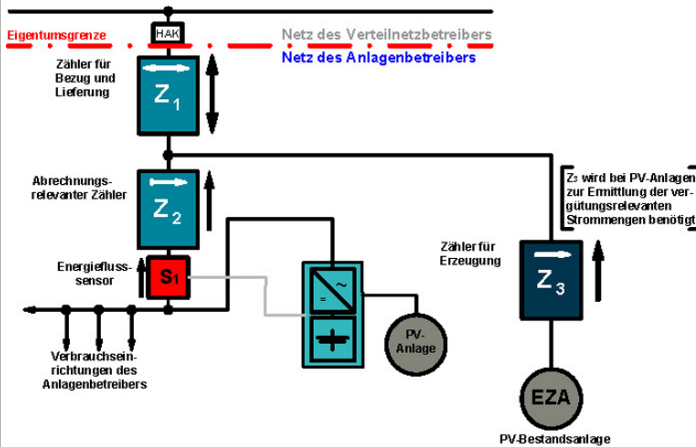 HAK
Eigentumsgrenze
Netz des Verteilnetzbetreibers
Netz des Anlagenbetreibers
Zähler für
Bezug und
Lieferung
Z1
Abrechnungs-
relevanter Zähler
Z2
Z3 wird bei PV-Anlagen
zur Ermittlung der ver-
gütungsrelevanten
Strommengen benötigt
Zähler für
Erzeugung
Z3
Energiefluss-
sensor
S1
= ~
PV-
Anlage
Verbrauchsein-
richtungen des
Anlagenbetreibers
EZA
PV-Bestandsanlage